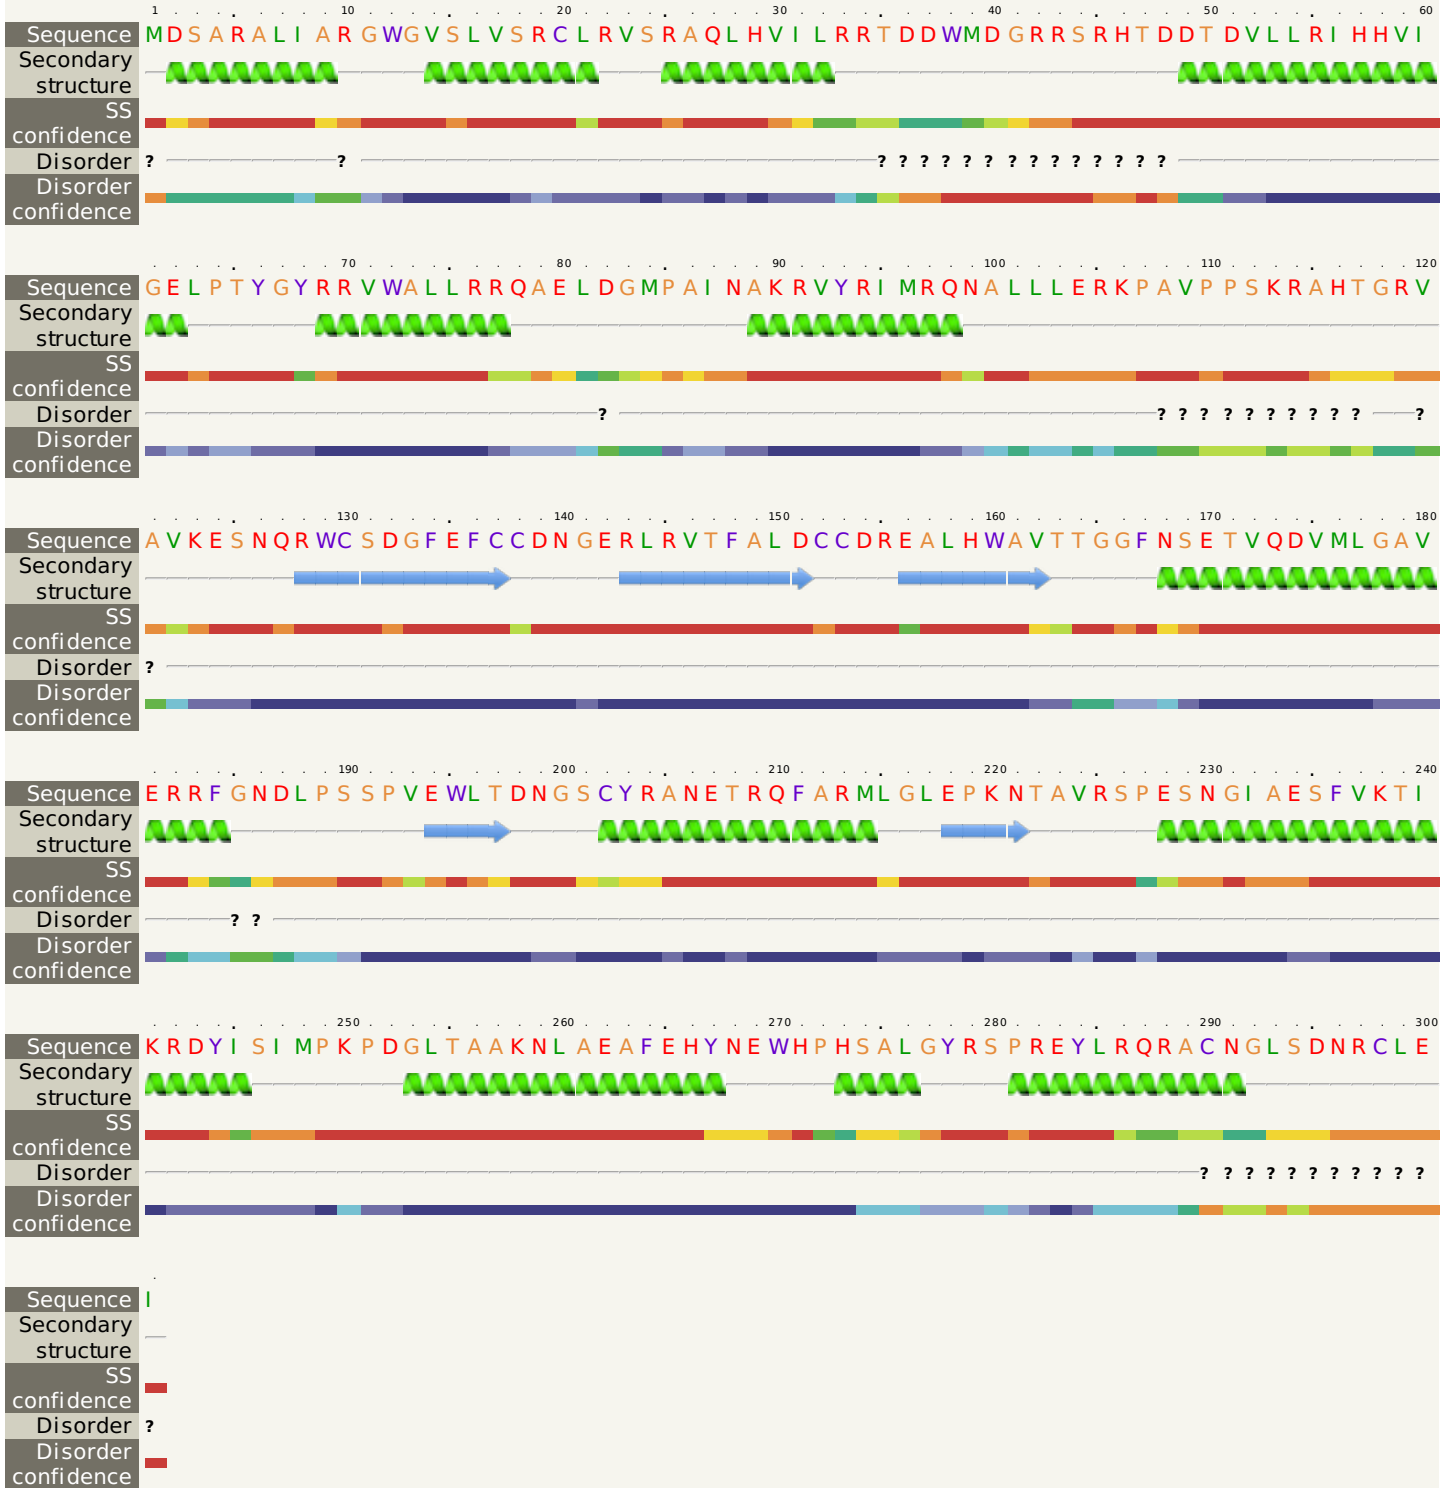 1 . . . . . . . . 10 . . . . . . . . . 20 . . . . . . . . . 30 . . . . . . . . . 40 . . . . . . . . . 50 . . . . . . . . . 60
Sequence MDSARALIARGWGVSLVSRCLRVSRAQLHVILRRTDDWMDGRRSRHTDDTDVLLRIHHVI
Secondary
structure
SS
confidence
Disorder ? ? ? ? ? ? ? ? ? ? ? ? ? ? ? ?
Disorder
confidence
. . . . . . . . . 70 . . . . . . . . . 80 . . . . . . . . . 90 . . . . . . . . . 100 . . . . . . . . . 110 . . . . . . . . . 120
Sequence GELPTYGYRRVWALLRRQAELDGMPAINAKRVYRIMRQNALLLERKPAVPPSKRAHTGRV
Secondary
structure
SS
confidence
Disorder ? ? ? ? ? ? ? ? ? ? ? ?
Disorder
confidence
. . . . . . . . . 130 . . . . . . . . . 140 . . . . . . . . . 150 . . . . . . . . . 160 . . . . . . . . . 170 . . . . . . . . . 180
Sequence AVKESNQRWCSDGFEFCCDNGERLRVTFALDCCDREALHWAVTTGGFNSETVQDVMLGAV
Secondary
structure
SS
confidence
Disorder ?
Disorder
confidence
. . . . . . . . . 190 . . . . . . . . . 200 . . . . . . . . . 210 . . . . . . . . . 220 . . . . . . . . . 230 . . . . . . . . . 240
Sequence ERRFGNDLPSSPVEWLTDNGSCYRANETRQFARMLGLEPKNTAVRSPESNGIAESFVKTI
Secondary
structure
SS
confidence
Disorder ? ?
Disorder
confidence
. . . . . . . . . 250 . . . . . . . . . 260 . . . . . . . . . 270 . . . . . . . . . 280 . . . . . . . . . 290 . . . . . . . . . 300
Sequence KRDYISIMPKPDGLTAAKNLAEAFEHYNEWHPHSALGYRSPREYLRQRACNGLSDNRCLE
Secondary
structure
SS
confidence
Disorder ? ? ? ? ? ? ? ? ? ? ?
Disorder
confidence
.
Sequence I
Secondary
structure
SS
confidence
Disorder ?
Disorder
confidence